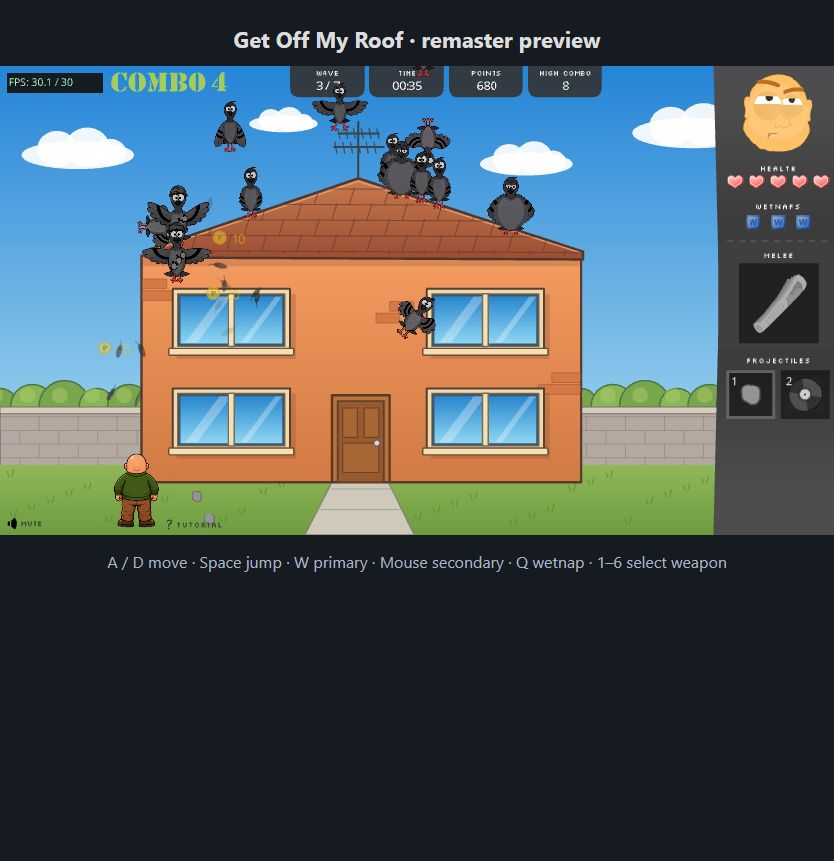 Get Off My Roof · remaster preview
FPS: 30.1 / 30
COMBO 4
WAVE
3 / 7
TIME
00:35
POINTS
680
HIGH COMBO
8
HEALTH
WETNAPS
W W W
MELEE
PROJECTILES
1 2
P 10
P
P
MUTE
? TUTORIAL
A / D move · Space jump · W primary · Mouse secondary · Q wetnap · 1–6 select weapon